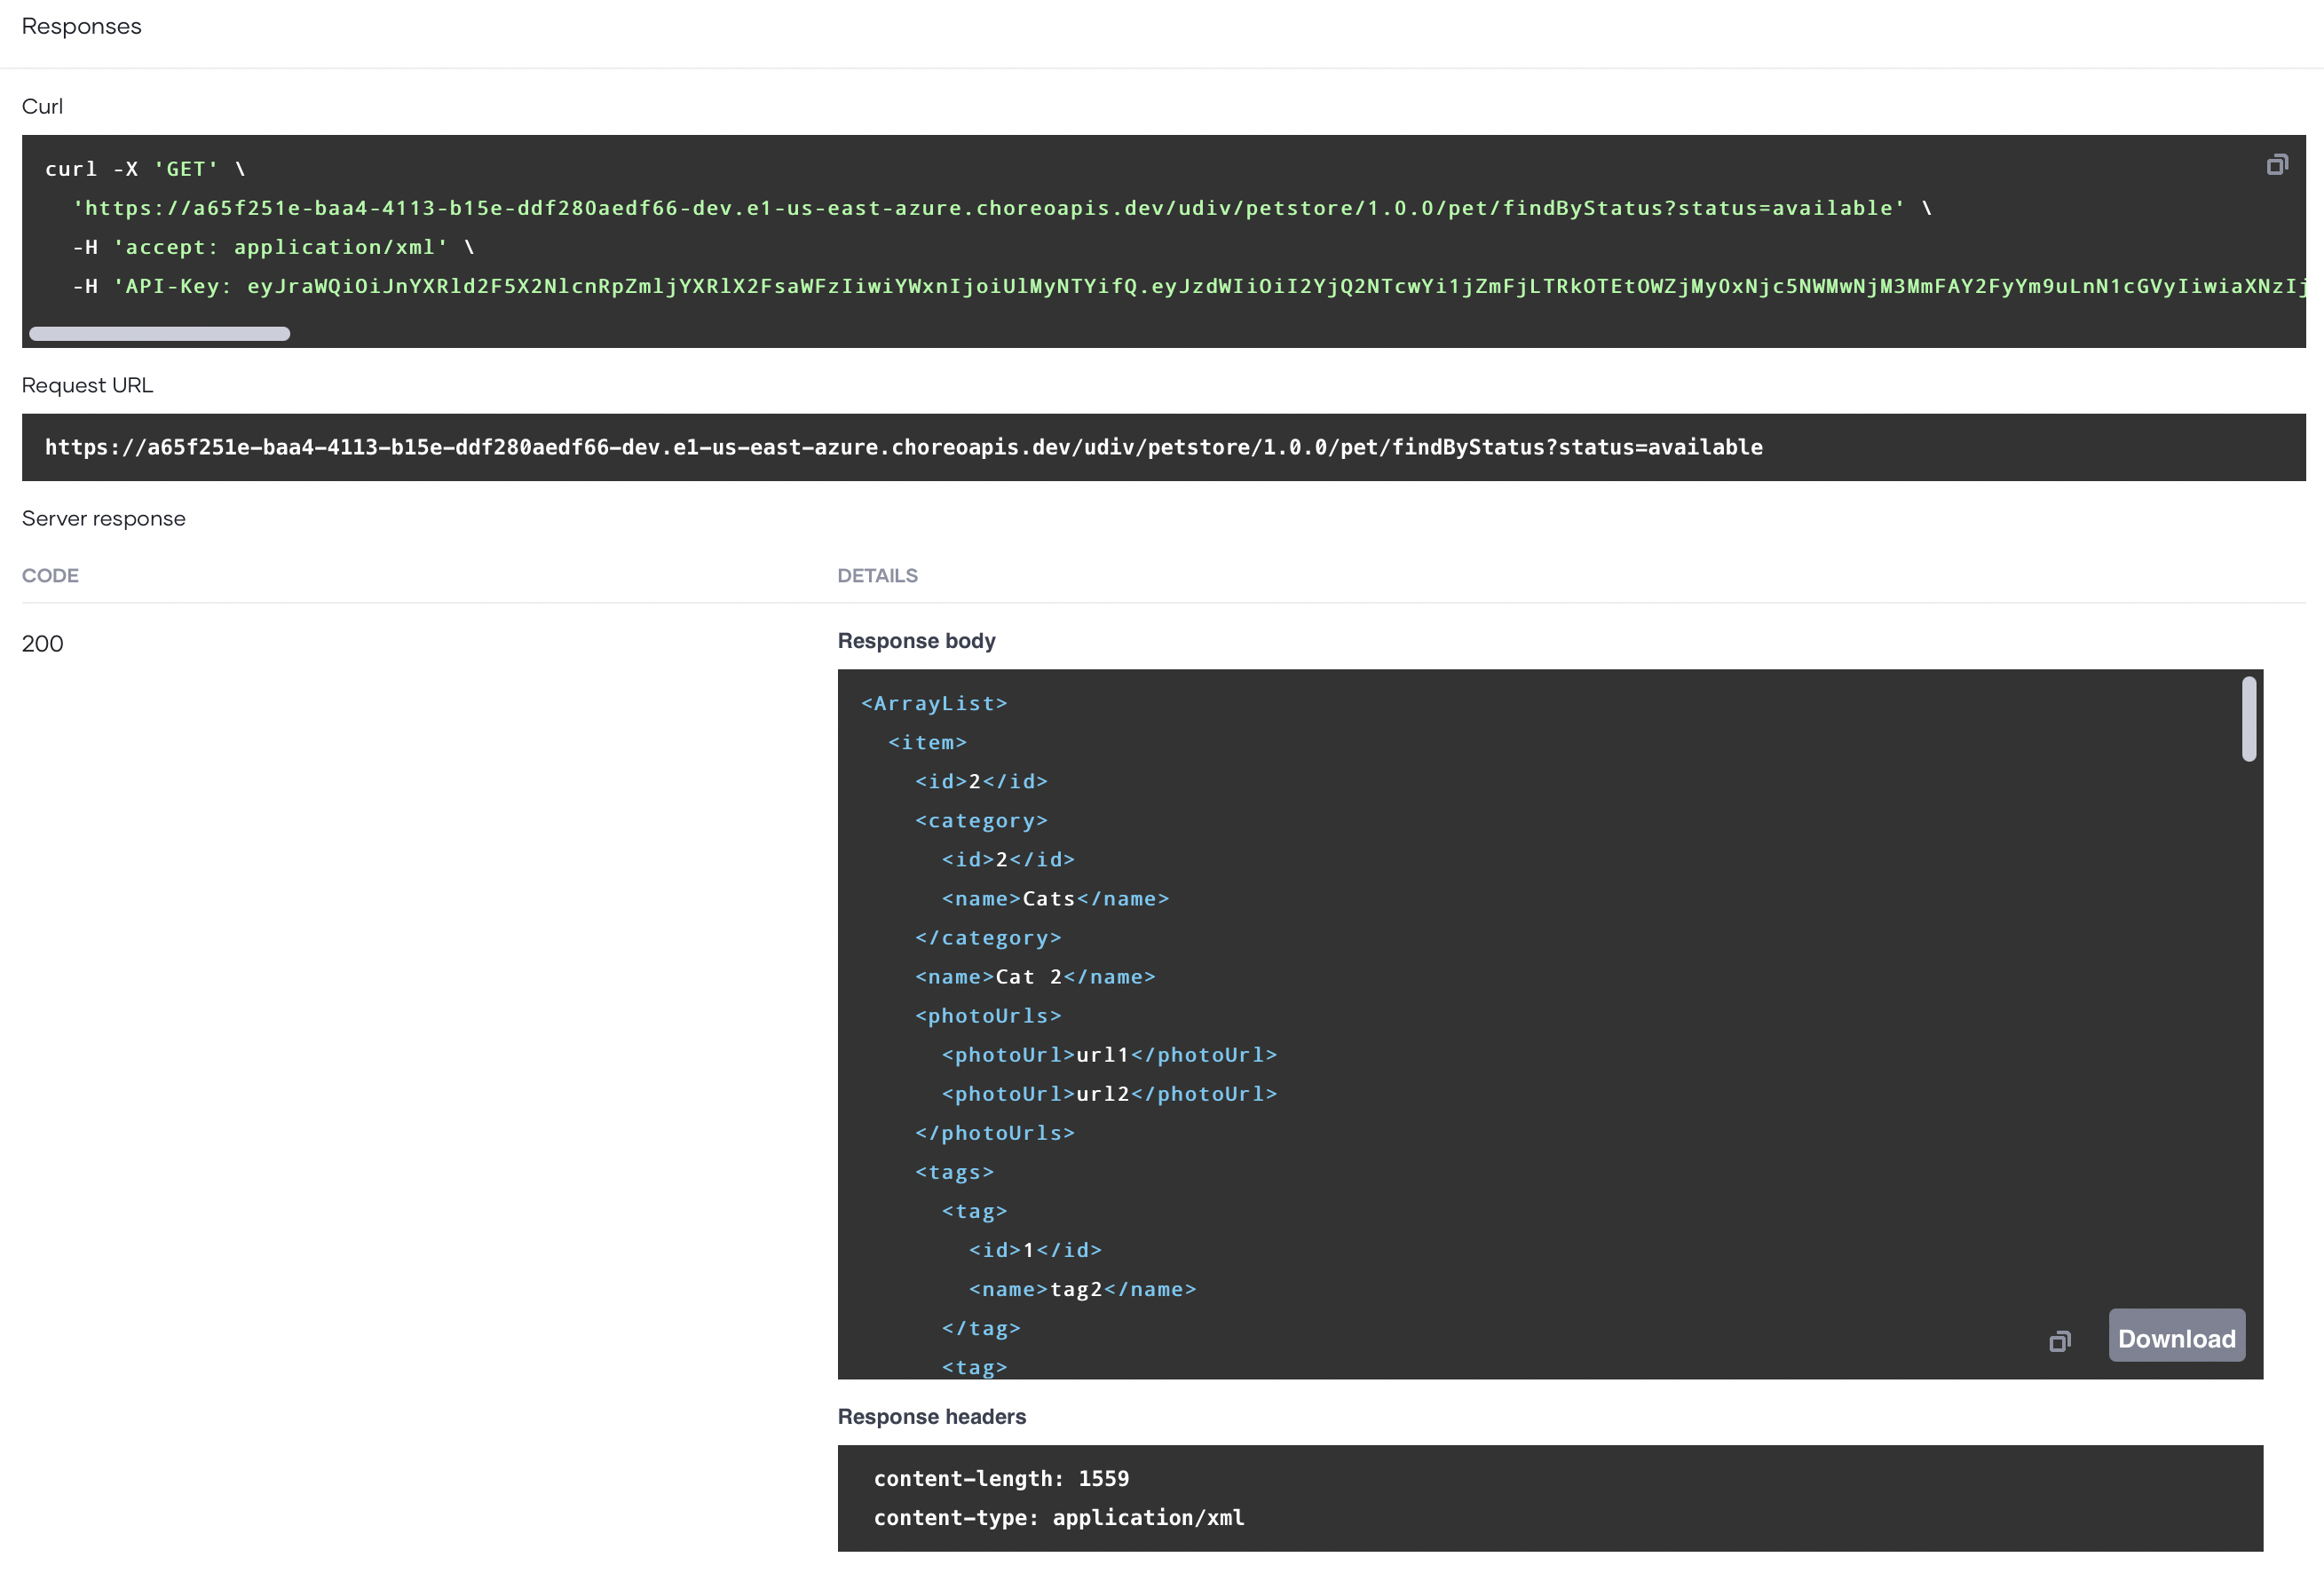 Responses
Curl
curl -X 'GET' \
  'https://a65f251e-baa4-4113-b15e-ddf280aedf66-dev.e1-us-east-azure.choreoapis.dev/udiv/petstore/1.0.0/pet/findByStatus?status=available' \
  -H 'accept: application/xml' \
  -H 'API-Key: eyJraWQiOiJnYXRld2F5X2NlcnRpZmljYXRlX2FsaWFzIiwiYWxnIjoiUlMyNTYifQ.eyJzdWIiOiI2YjQ2NTcwYi1jZmFjLTRkOTEtOWZjMy0xNjc5NWMwNjM3MmFAY2FyYm9uLnN1cGVyIiwiaXNzIj
Request URL
https://a65f251e-baa4-4113-b15e-ddf280aedf66-dev.e1-us-east-azure.choreoapis.dev/udiv/petstore/1.0.0/pet/findByStatus?status=available
Server response
CODE DETAILS
200 Response body
<ArrayList>
  <item>
    <id>2</id>
    <category>
      <id>2</id>
      <name>Cats</name>
    </category>
    <name>Cat 2</name>
    <photoUrls>
      <photoUrl>url1</photoUrl>
      <photoUrl>url2</photoUrl>
    </photoUrls>
    <tags>
      <tag>
        <id>1</id>
        <name>tag2</name>
      </tag>
      <tag>
Download
Response headers
content-length: 1559
content-type: application/xml